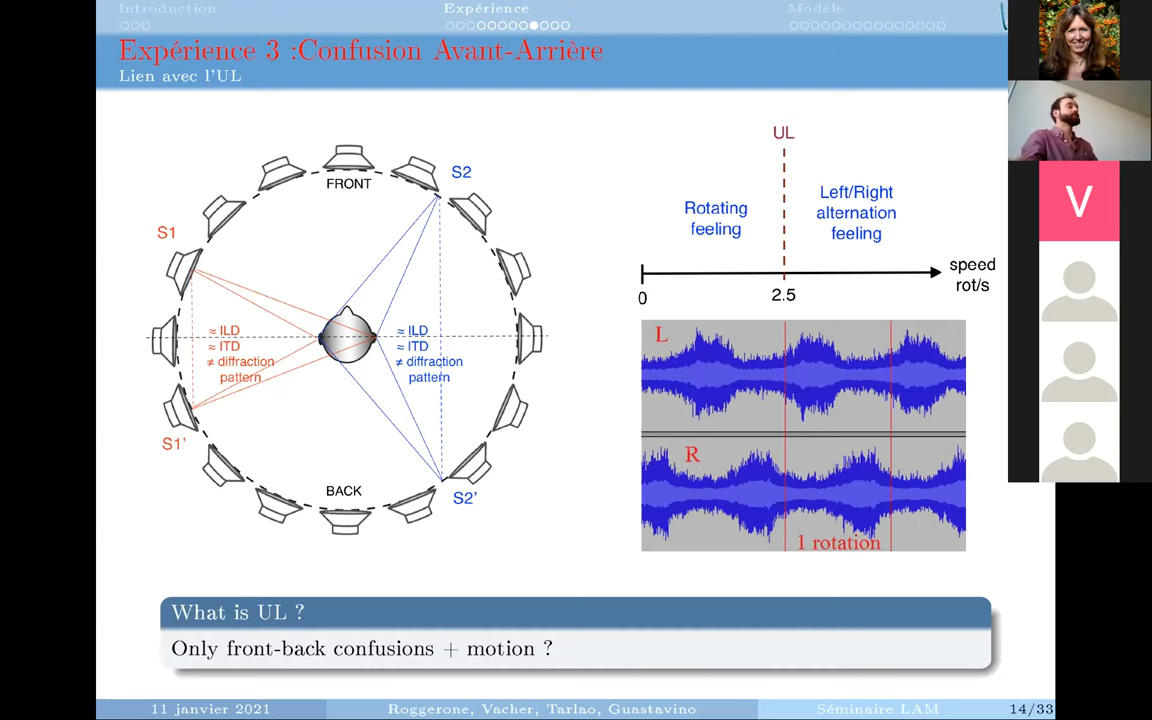 Introduction
Expérience
Modèle
Expérience 3 :Confusion Avant-Arrière
Lien avec l'UL
FRONT
S2
S1
≈ ILD
≈ ITD
≠ diffraction
pattern
≈ ILD
≈ ITD
≠ diffraction
pattern
S1'
BACK
S2'
UL
Rotating
feeling
Left/Right
alternation
feeling
speed
rot/s
0
2.5
L
R
1 rotation
V
What is UL ?
Only front-back confusions + motion ?
11 janvier 2021
Roggerone, Vacher, Tarlao, Guastavino
Séminaire LAM
14/33